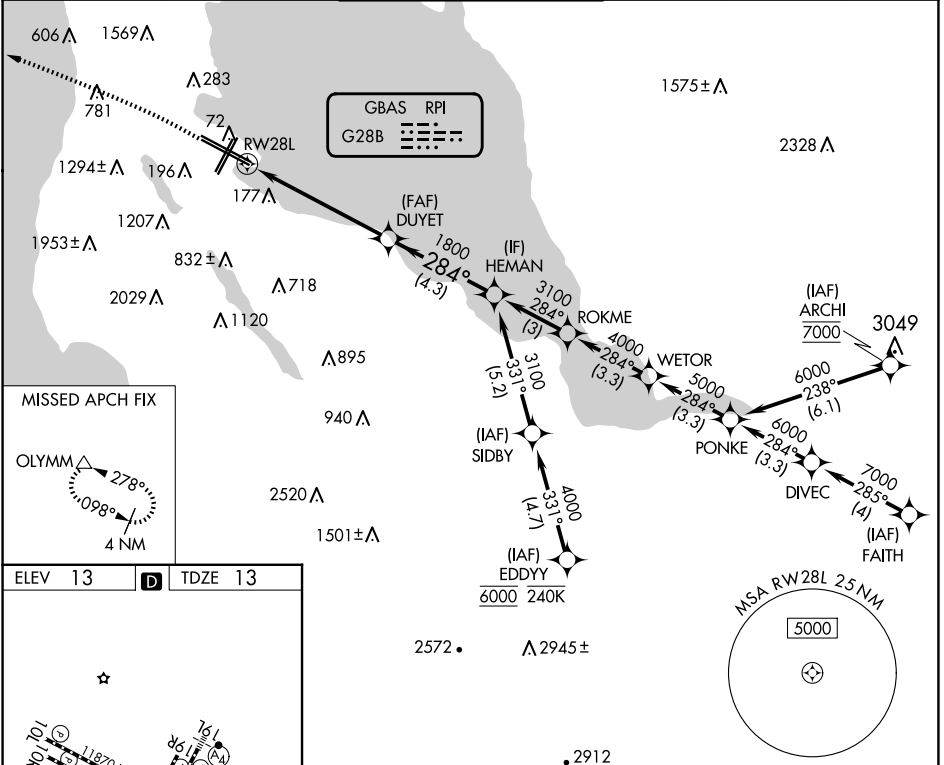 606
1569
283
781
72
RW28L
1294±
196
177
1207
1953±
832±
2029
718
1120
895
940
2520
1501±
GBAS RPI
G28B
1575±
2328
(FAF)
DUYET
1800
284°
(4.3)
(IF)
HEMAN
3100
284°
(3)
ROKME
4000
284°
(3.3)
WETOR
5000
284°
(3.3)
PONKE
(IAF)
ARCHI
7000
3049
6000
238°
(6.1)
6000
284°
(3.3)
DIVEC
7000
285°
(4)
(IAF)
FAITH
3100
331°
(5.2)
(IAF)
SIDBY
4000
331°
(4.7)
(IAF)
EDDYY
6000 240K
MISSED APCH FIX
OLYMM
278°
098°
4 NM
ELEV 13 D TDZE 13
2572
2945±
2912
MSA RW28L 25 NM
5000
10L
P
11870
P
19L
19R
A